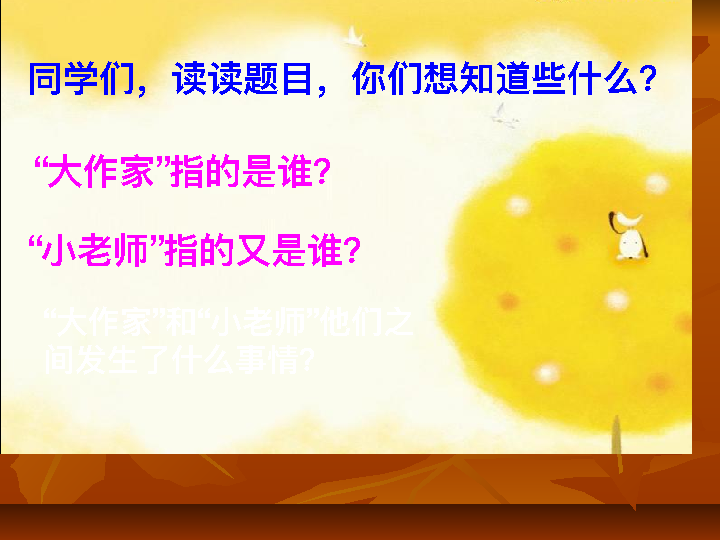 同学们，读读题目，你们想知道些什么？
“大作家”指的是谁？
“小老师”指的又是谁？
“大作家”和“小老师”他们之
间发生了什么事情？